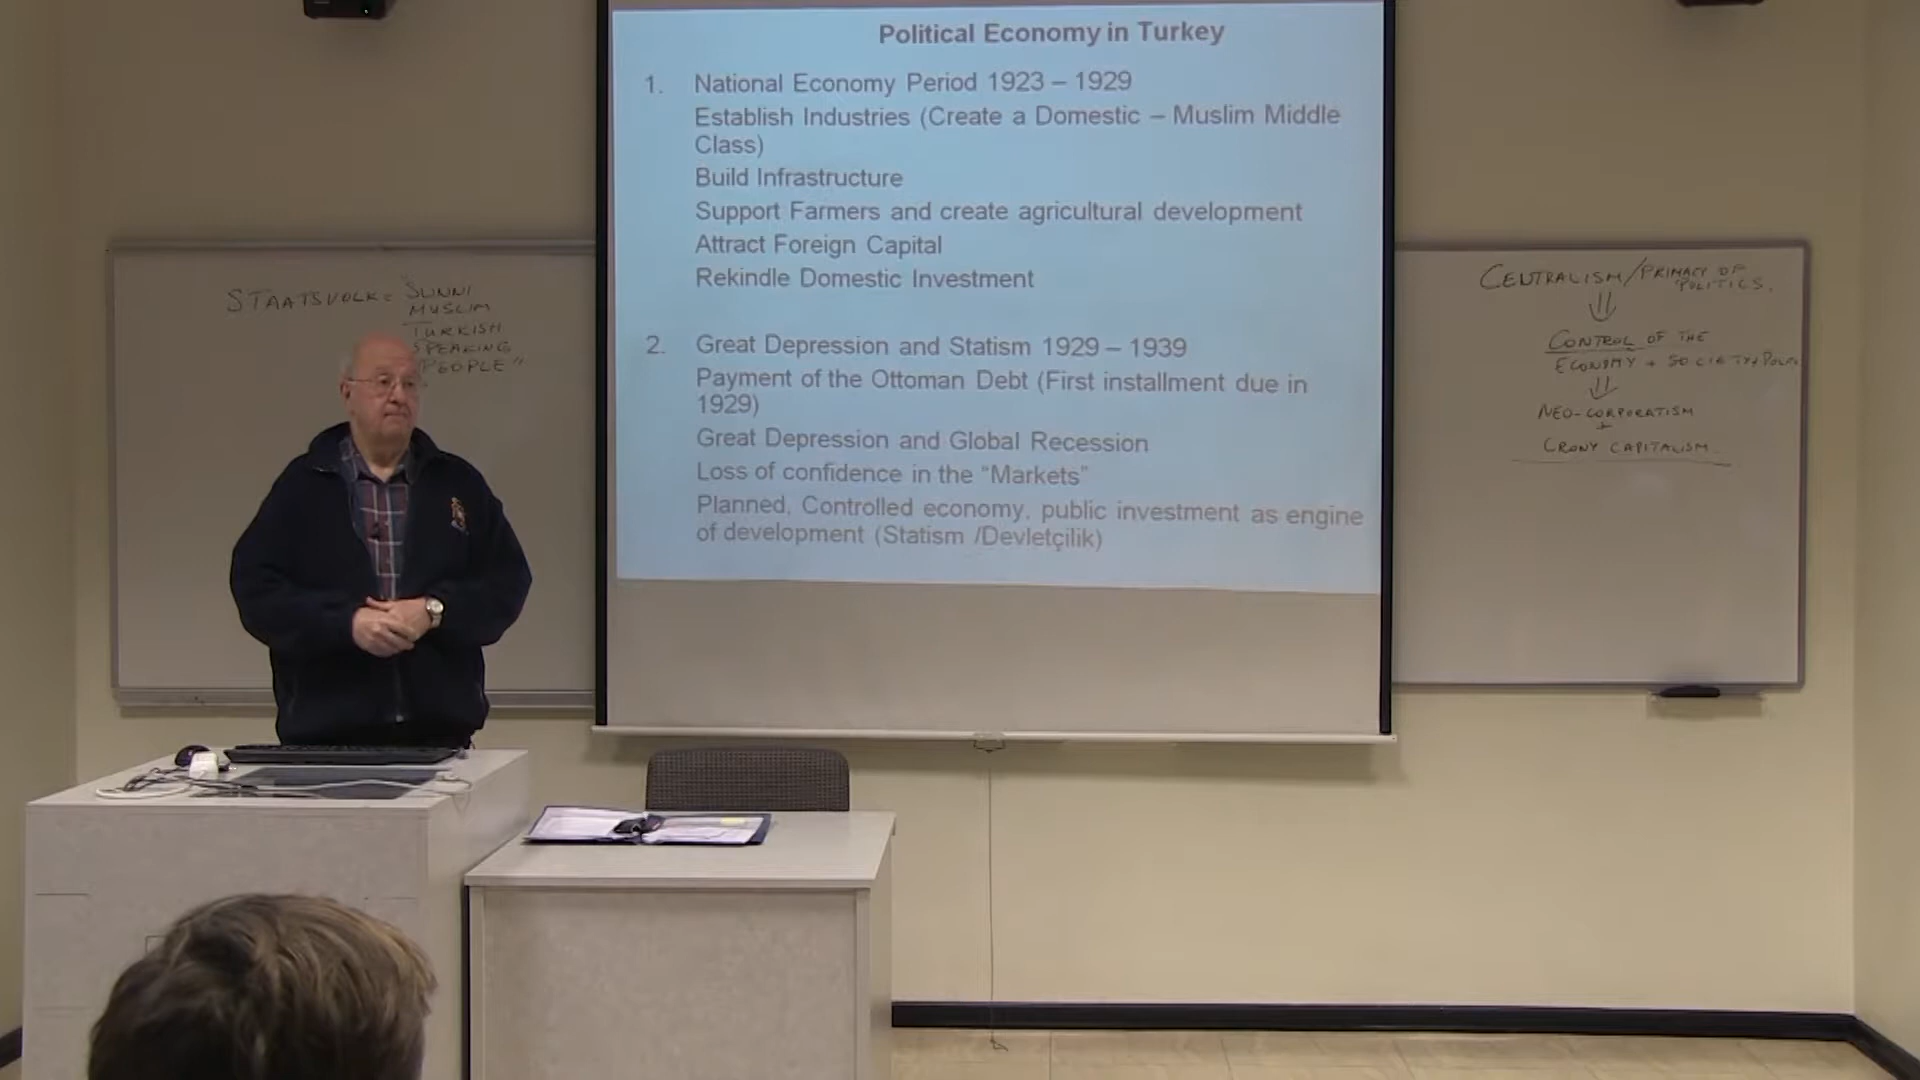 Political Economy in Turkey
1. National Economy Period 1923 – 1929
Establish Industries (Create a Domestic – Muslim Middle
Class)
Build Infrastructure
Support Farmers and create agricultural development
Attract Foreign Capital
Rekindle Domestic Investment
2. Great Depression and Statism 1929 – 1939
Payment of the Ottoman Debt (First installment due in
1929)
Great Depression and Global Recession
Loss of confidence in the “Markets”
Planned, Controlled economy, public investment as engine
of development (Statism /Devletçilik)
STAATSVOLK = "SUNNI
MUSLIM
TURKISH
SPEAKING
PEOPLE"
CENTRALISM/PRIMACY OF
POLITICS.
CONTROL OF THE
ECONOMY + SOCIETY +
NEO-CORPORATISM
+
CRONY CAPITALISM